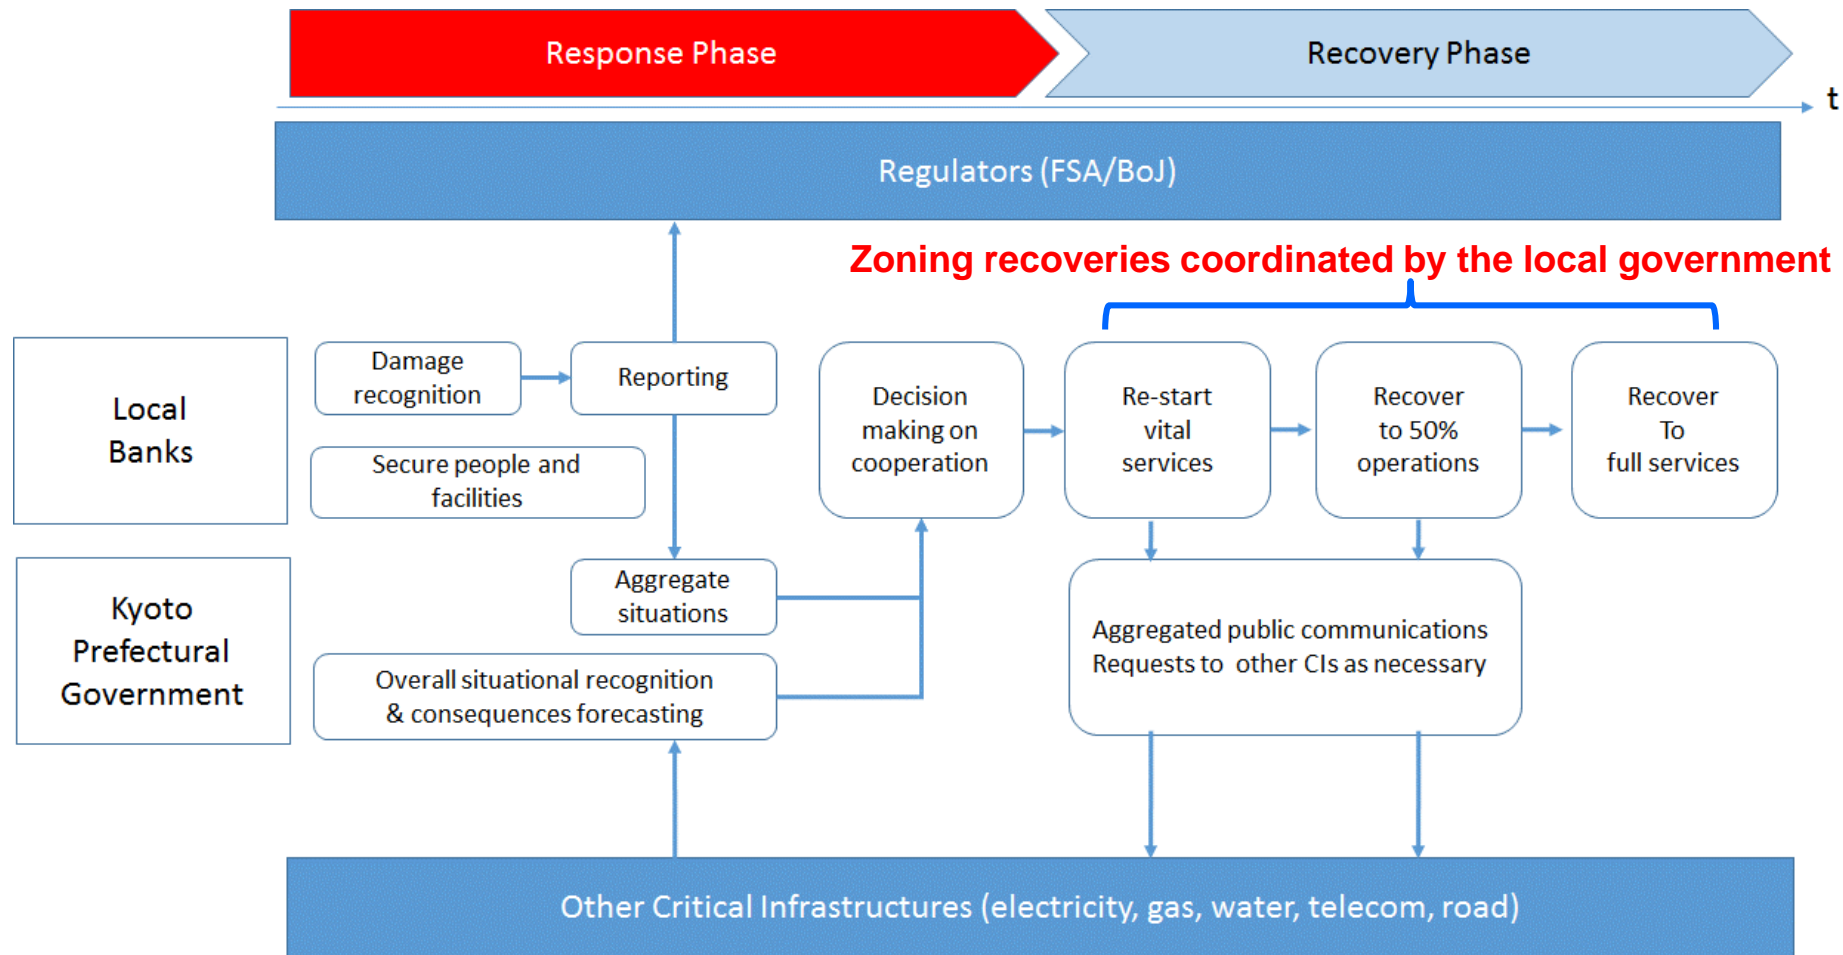 Response Phase
Recovery Phase
t
Regulators (FSA/BoJ)
Zoning recoveries coordinated by the local government
Local
Banks
Damage
recognition
Reporting
Secure people and
facilities
Decision
making on
cooperation
Re-start
vital
services
Recover
to 50%
operations
Recover
To
full services
Kyoto
Prefectural
Government
Aggregate
situations
Overall situational recognition
& consequences forecasting
Aggregated public communications
Requests to other CIs as necessary
Other Critical Infrastructures (electricity, gas, water, telecom, road)